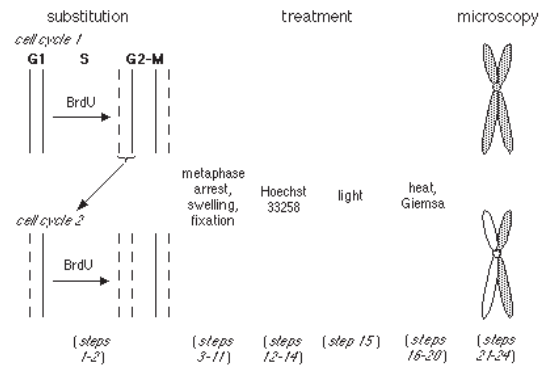 substitution
treatment
microscopy
cell cycle 1
G1 S G2-M
BrdU
metaphase
arrest,
swelling,
fixation
Hoechst
33258
light
heat,
Giemsa
cell cycle 2
BrdU
(steps
1-2)
(steps
3-11)
(steps
12-14)
(step 15)
(steps
16-20)
(steps
21-24)